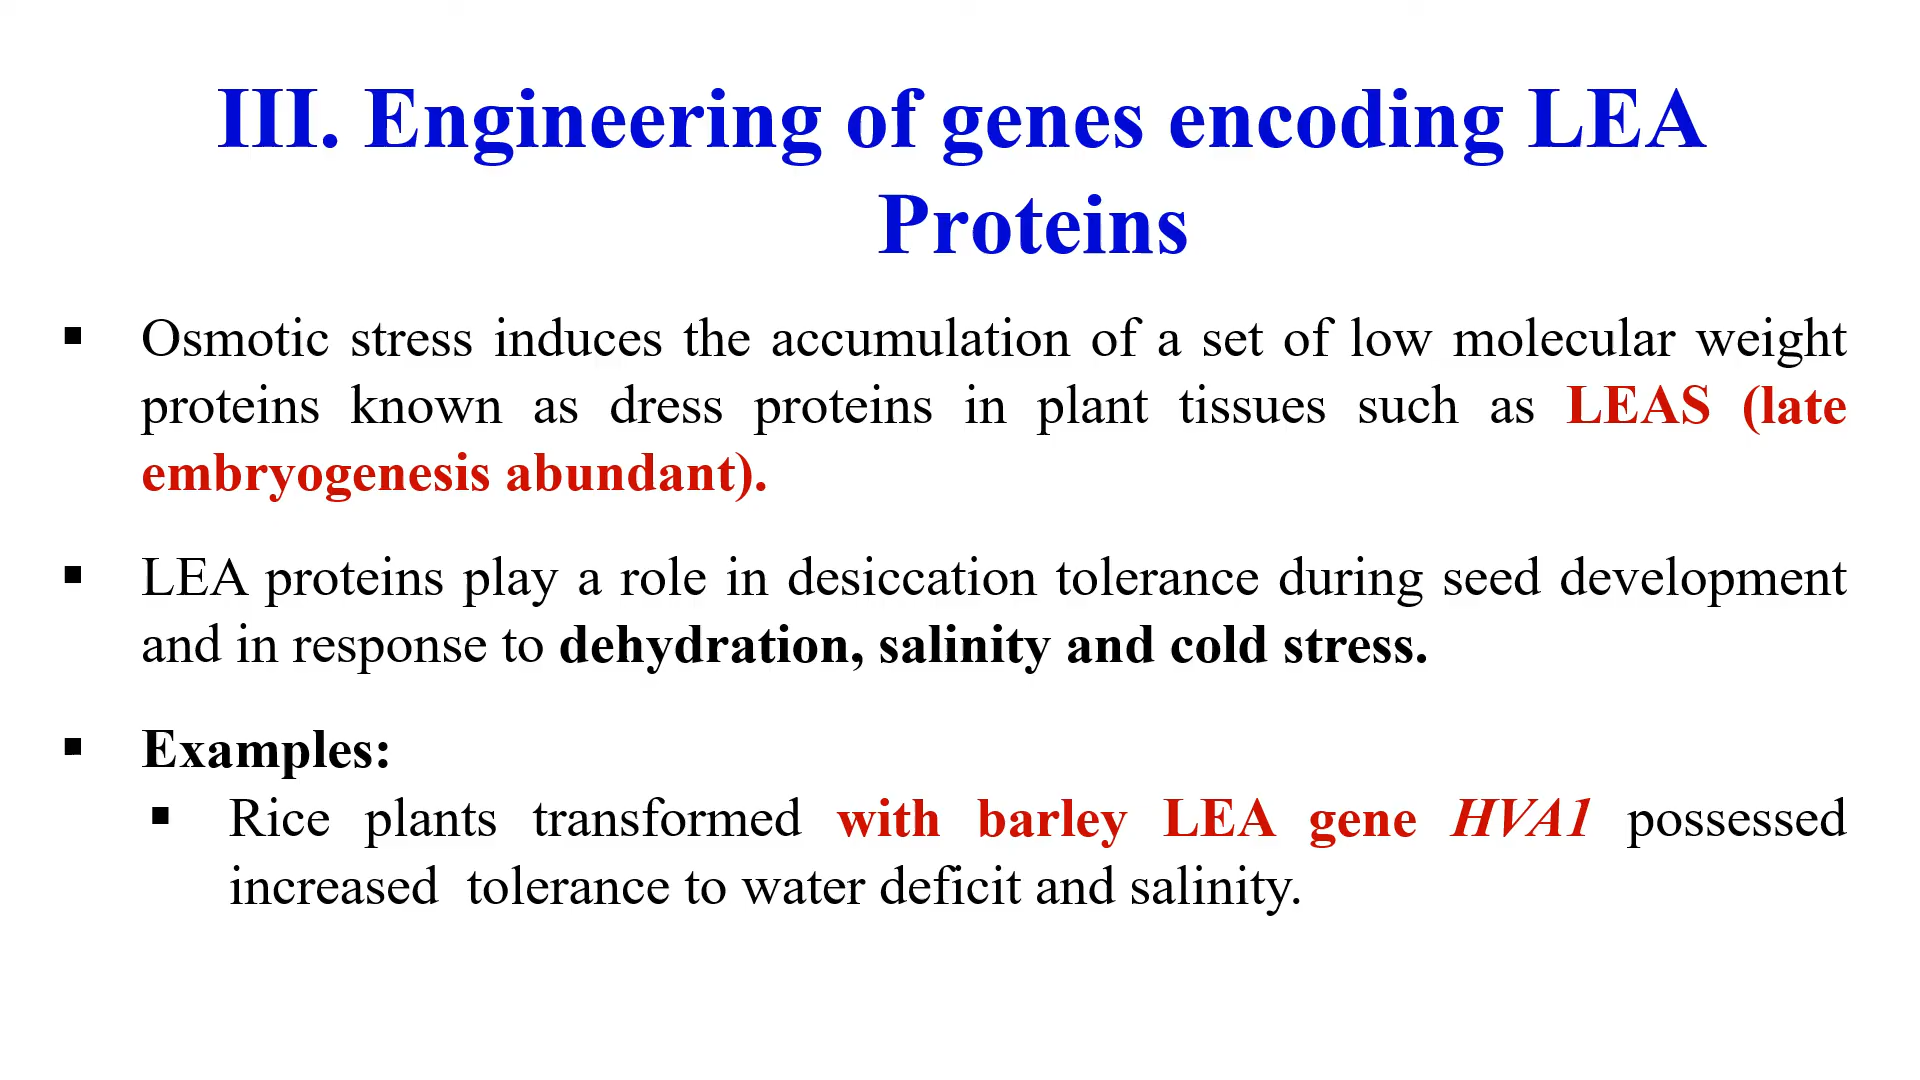 III. Engineering of genes encoding LEA
Proteins
▪ Osmotic stress induces the accumulation of a set of low molecular weight
proteins known as dress proteins in plant tissues such as LEAS (late
embryogenesis abundant).
▪ LEA proteins play a role in desiccation tolerance during seed development
and in response to dehydration, salinity and cold stress.
▪ Examples:
▪ Rice plants transformed with barley LEA gene HVA1 possessed
increased tolerance to water deficit and salinity.